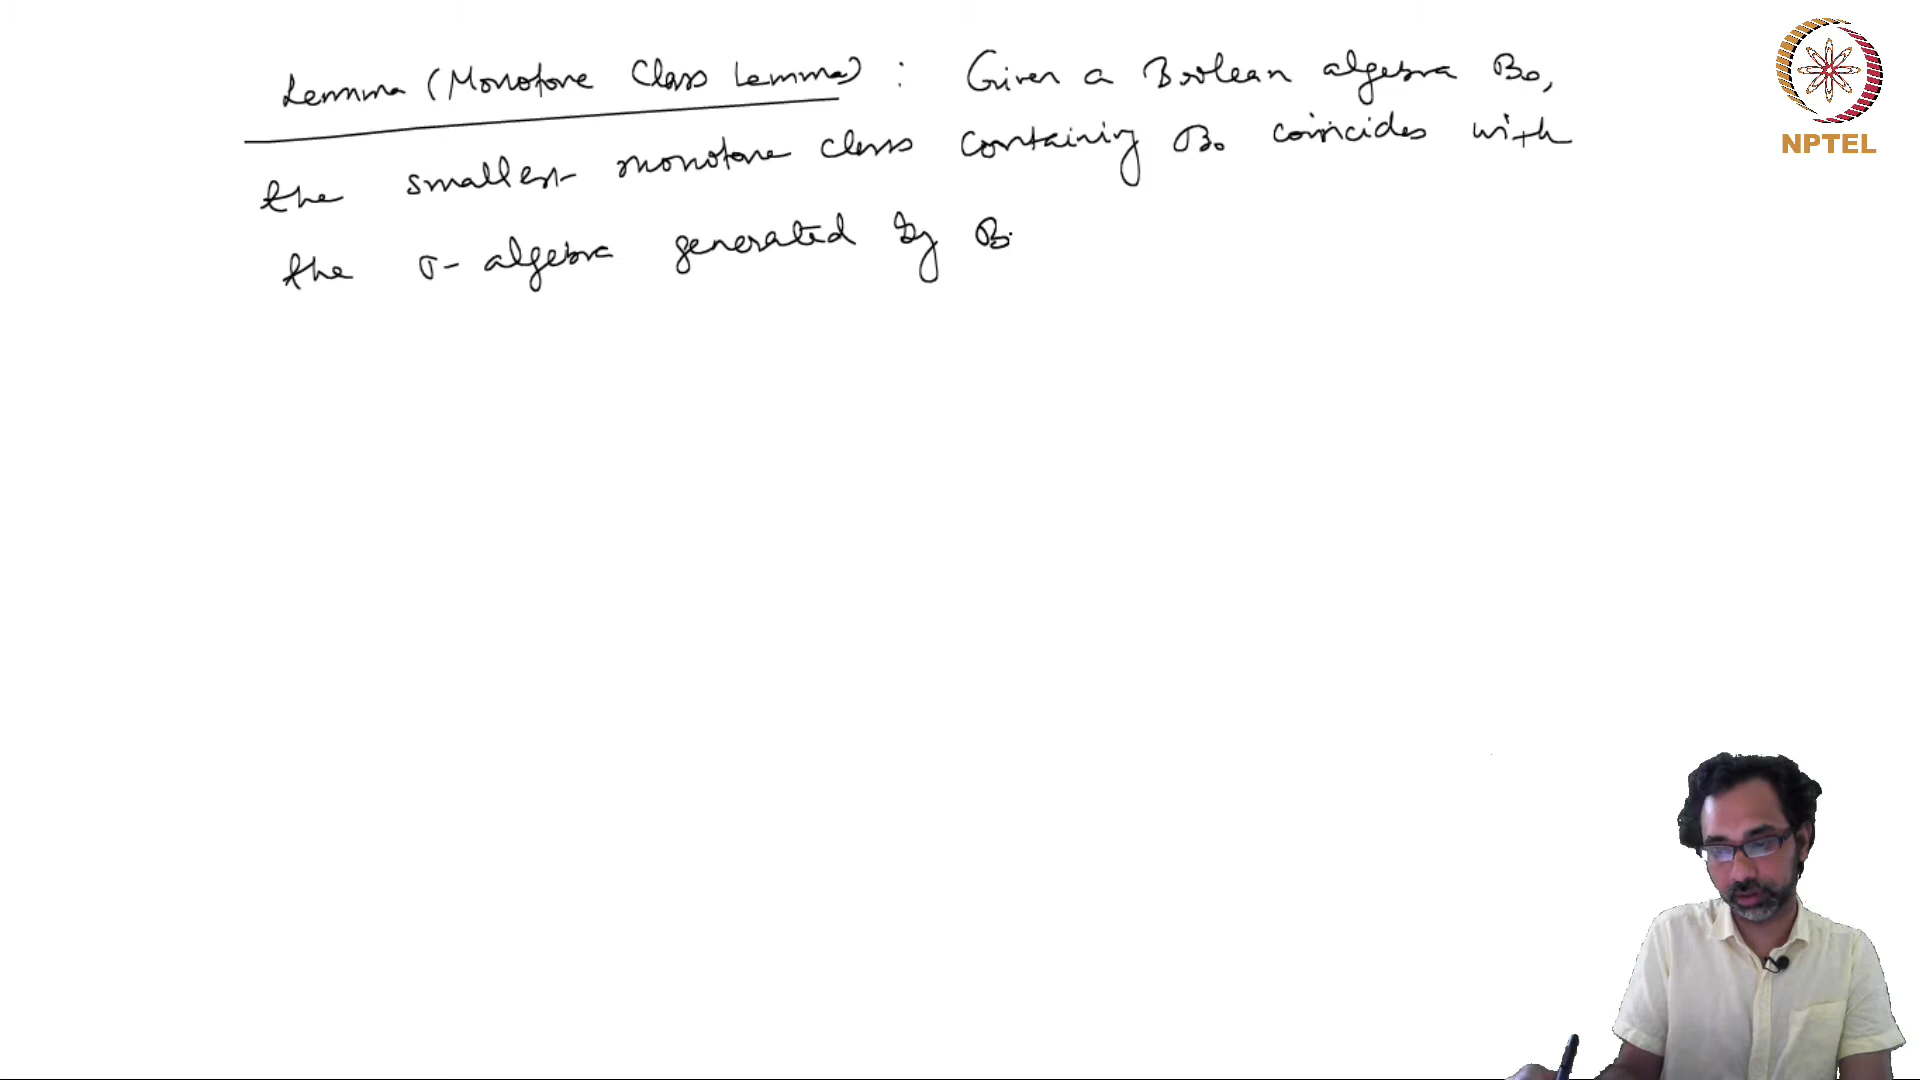 Lemma (Monotone Class Lemma) : Given a Boolean algebra B₀,
the smallest monotone class containing B₀ coincides with
the σ- algebra generated by B
NPTEL